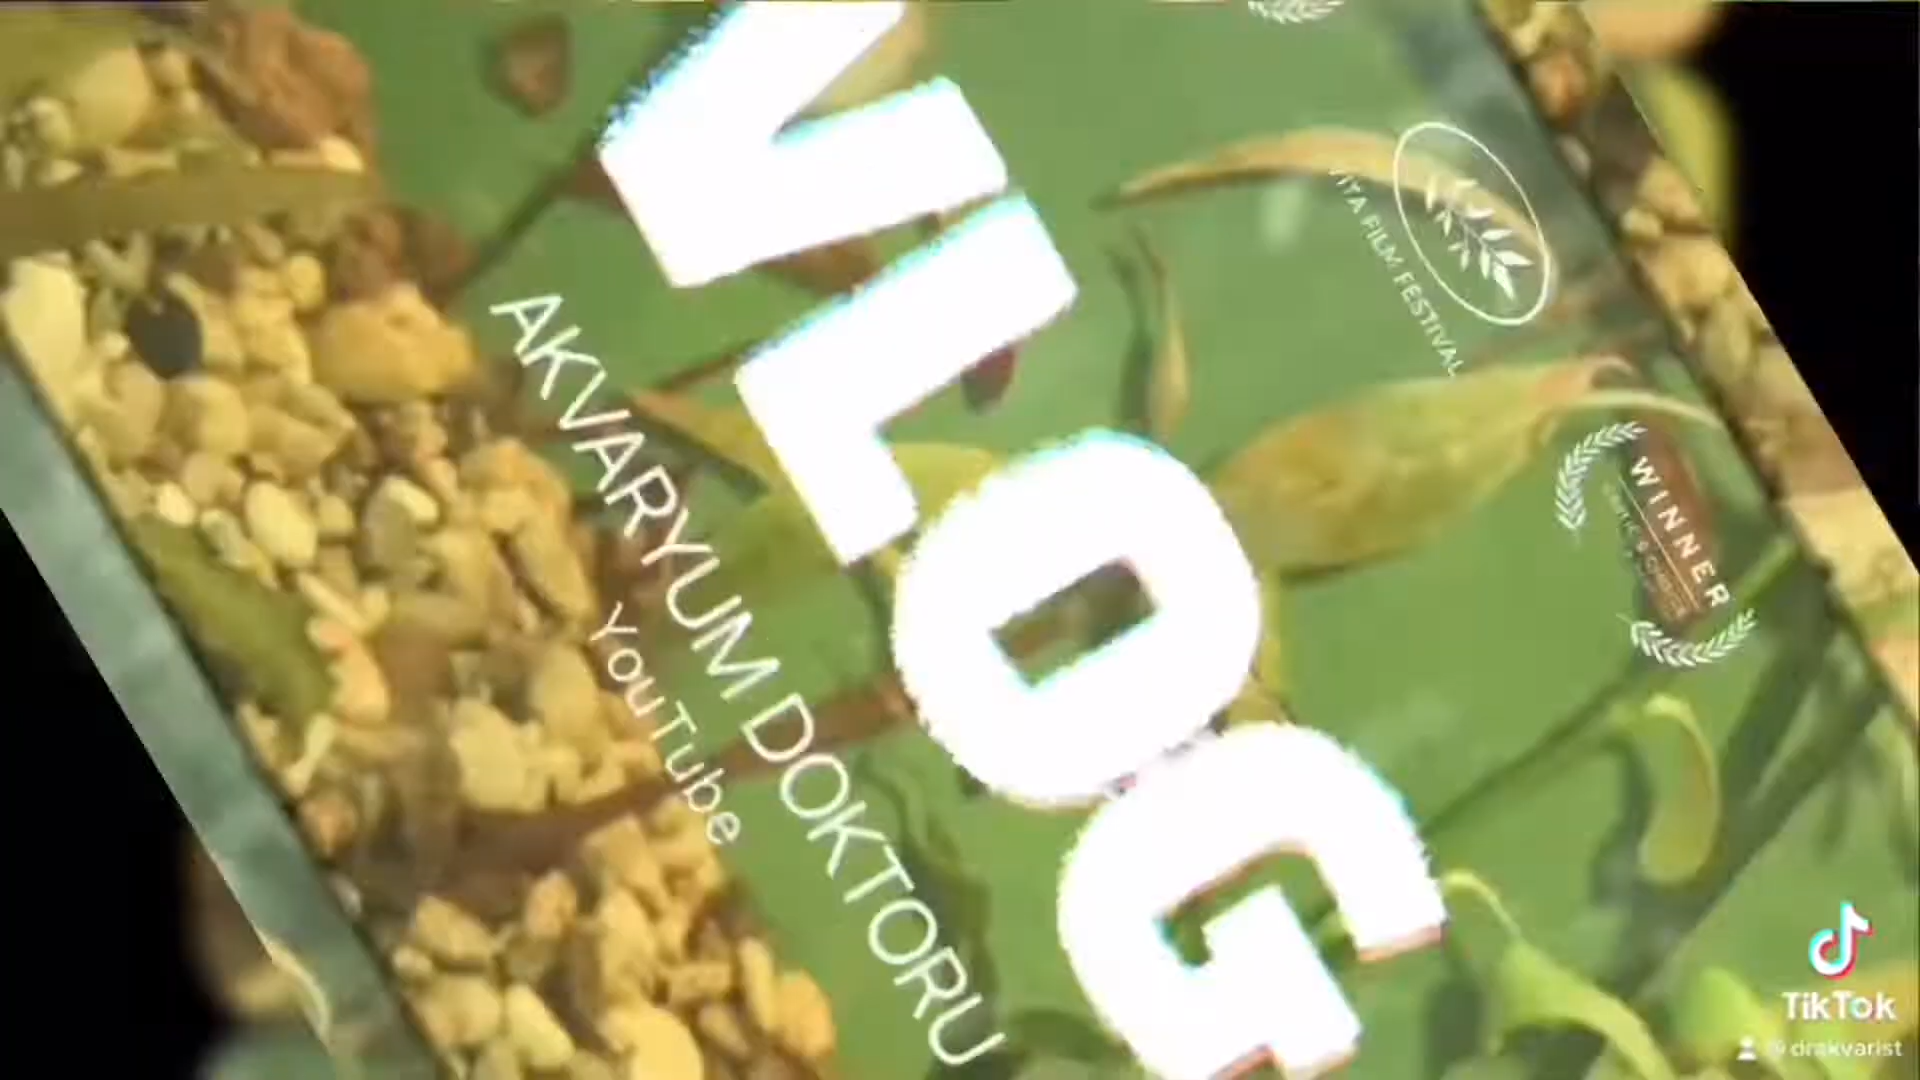 VLOG
AKVARYUM DOKTORU
YouTube
FILM FESTIVAL
WINNER
TikTok
@drakvarist